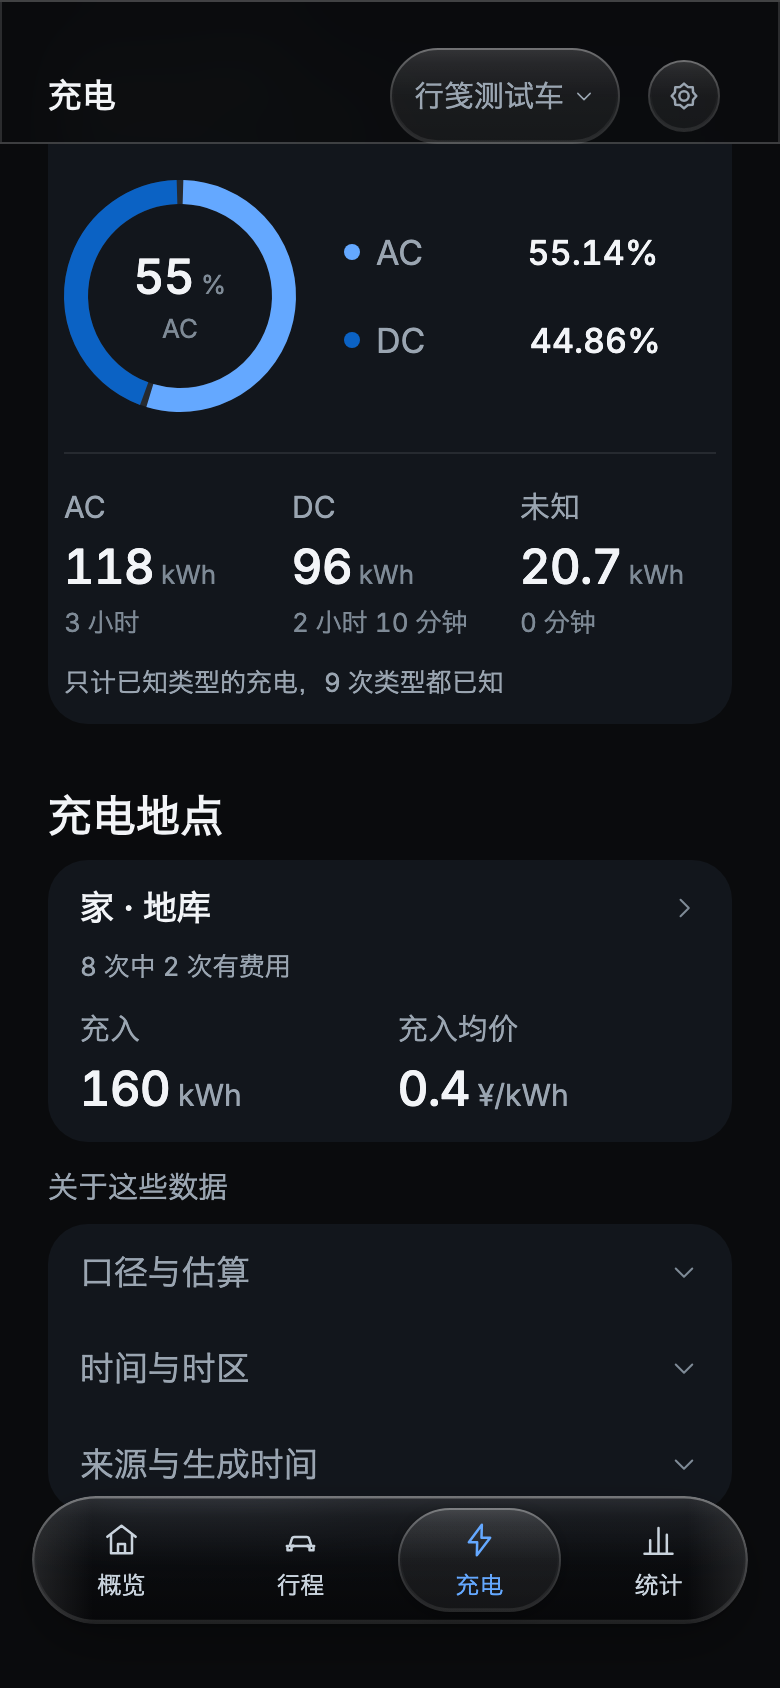 充电
行笺测试车
55 %
AC
AC 55.14%
DC 44.86%
AC DC 未知
118 kWh 96 kWh 20.7 kWh
3 小时 2 小时 10 分钟 0 分钟
只计已知类型的充电，9 次类型都已知
充电地点
家 · 地库
8 次中 2 次有费用
充入 充入均价
160 kWh 0.4 ¥/kWh
关于这些数据
口径与估算
时间与时区
来源与生成时间
概览 行程 充电 统计